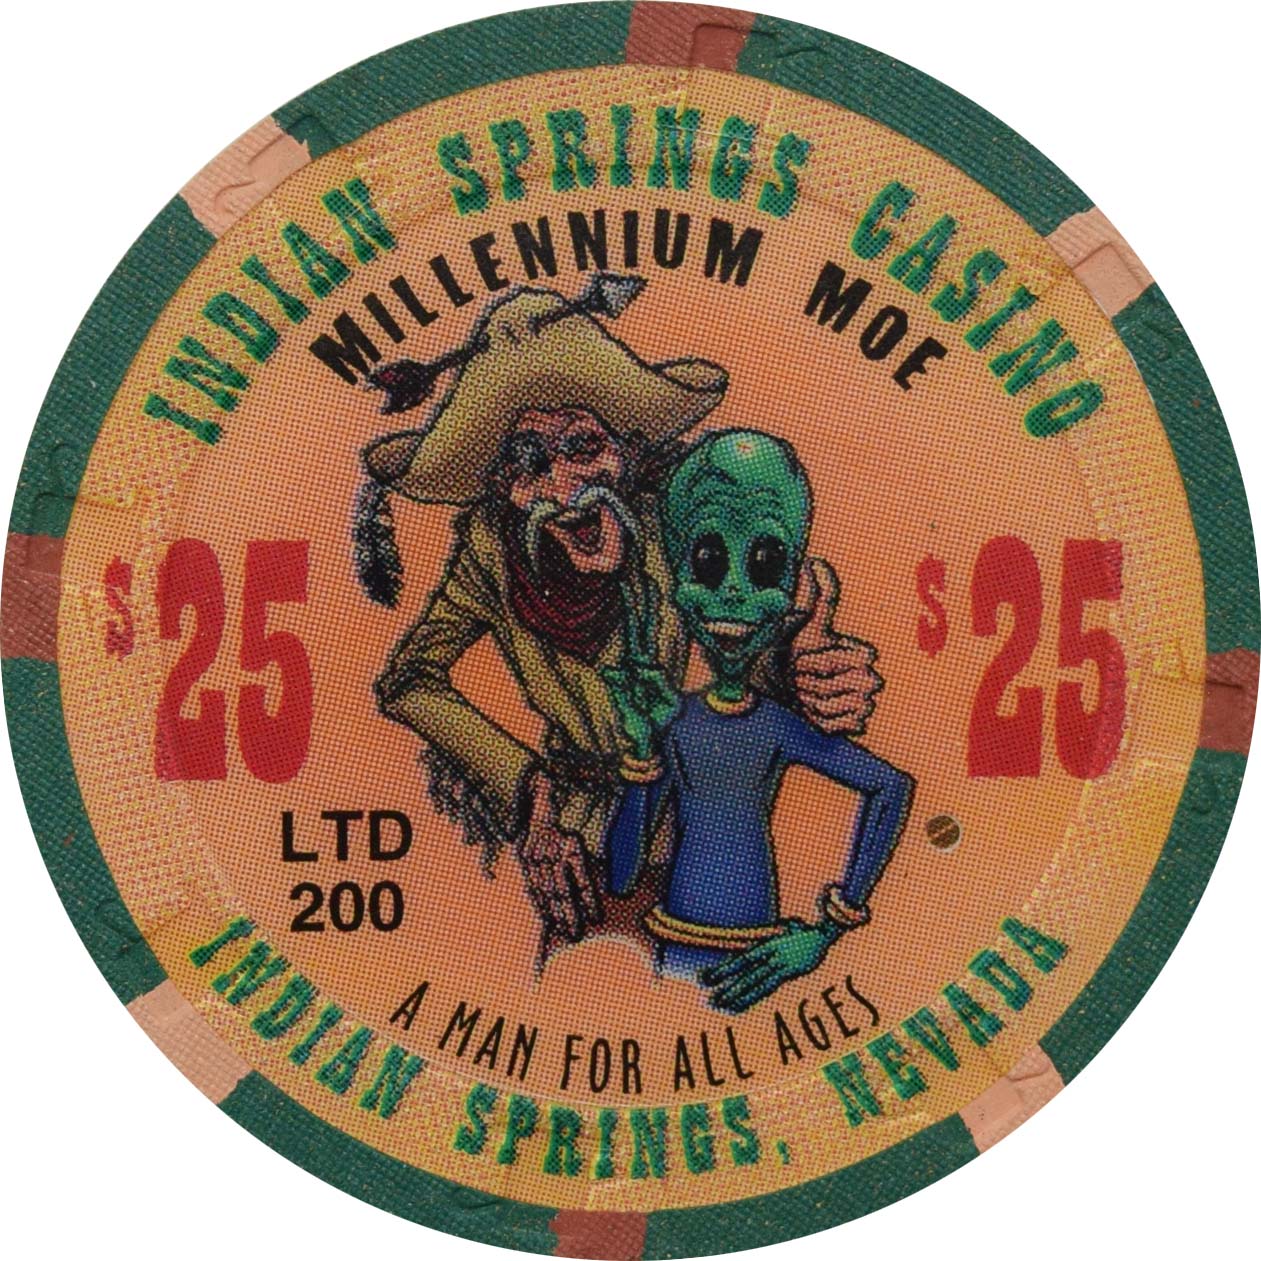 INDIAN SPRINGS CASINO
MILLENNIUM MOE
$25
$25
LTD
200
A MAN FOR ALL AGES
INDIAN SPRINGS, NEVADA